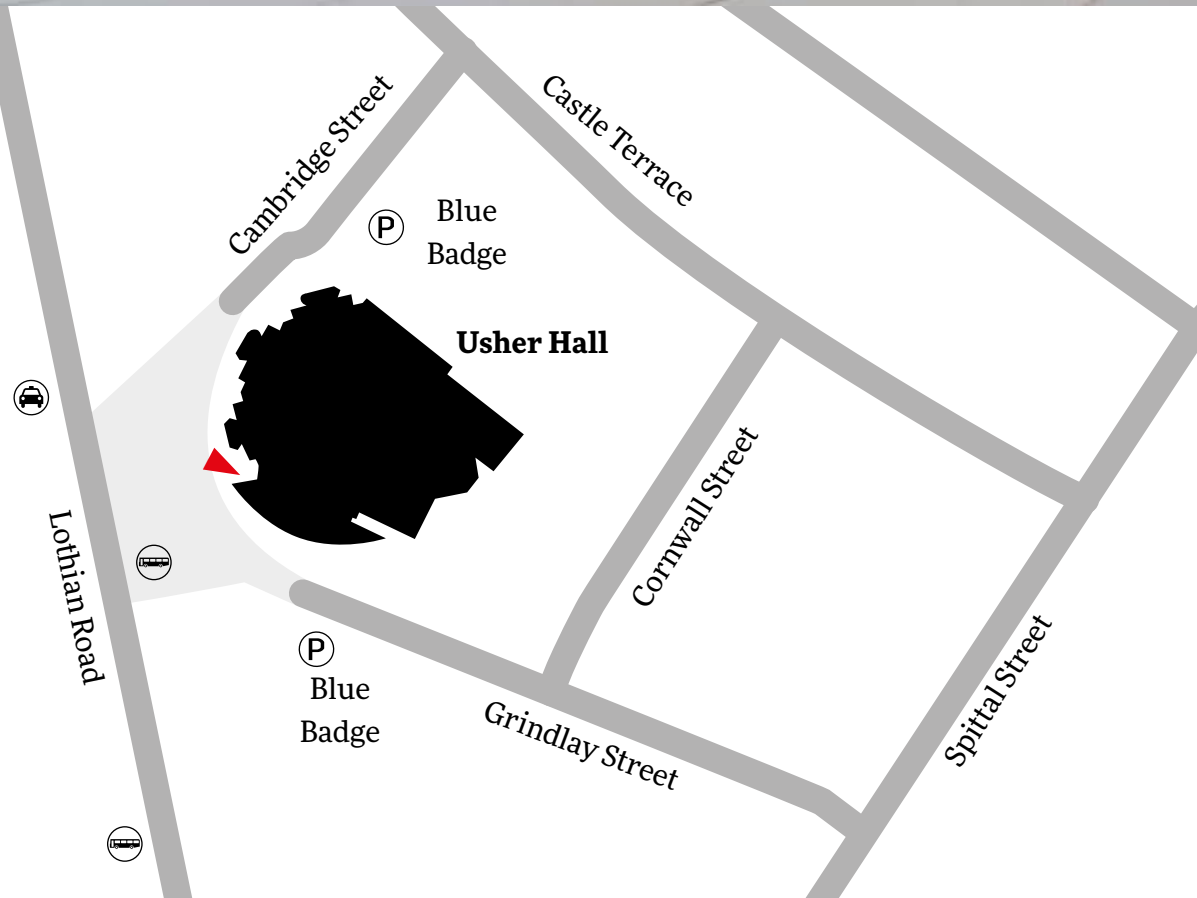 Cambridge Street
Castle Terrace
P
Blue
Badge
Usher Hall
Cornwall Street
Lothian Road
P
Blue
Badge
Grindlay Street
Spittal Street